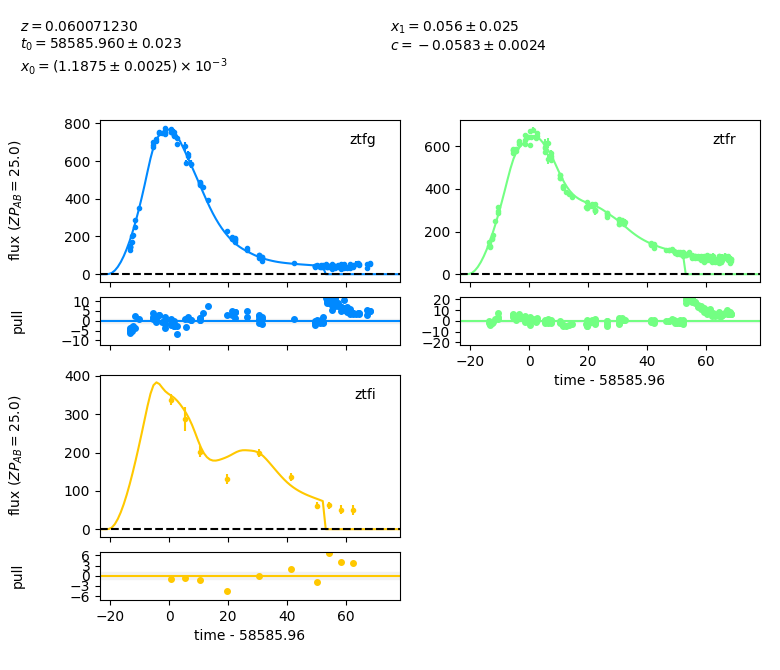 z = 0.060071230
t₀ = 58585.960 ± 0.023
x₀ = (1.1875 ± 0.0025) × 10⁻³
x₁ = 0.056 ± 0.025
c = −0.0583 ± 0.0024
ztfg
flux (ZP_AB = 25.0)
800
600
400
200
0
pull
10
5
0
−5
−10
ztfr
600
400
200
0
20
10
0
−10
−20
−20 0 20 40 60
time - 58585.96
ztfi
flux (ZP_AB = 25.0)
400
300
200
100
0
pull
6
3
0
−3
−6
−20 0 20 40 60
time - 58585.96